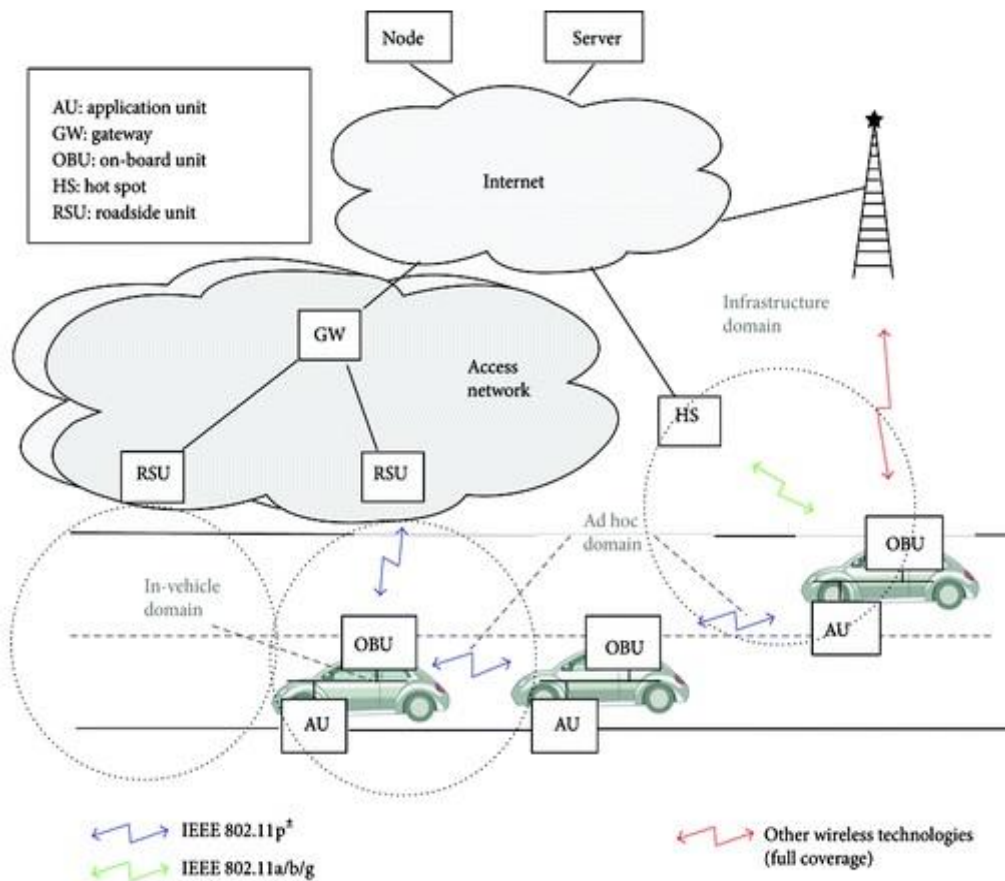 Node
Server
AU: application unit
GW: gateway
OBU: on-board unit
HS: hot spot
RSU: roadside unit
Internet
Infrastructure
domain
GW
Access
network
HS
RSU
RSU
Ad hoc
domain
OBU
In-vehicle
domain
AU
OBU
OBU
AU
AU
IEEE 802.11p±
IEEE 802.11a/b/g
Other wireless technologies
(full coverage)